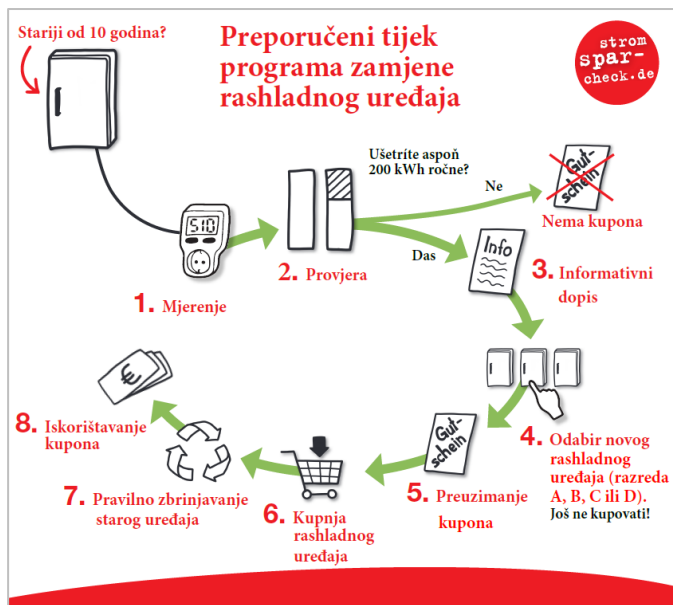 Stariji od 10 godina?
Preporučeni tijek
programa zamjene
rashladnog uređaja
strom
spar-
check.de
Ušetríte aspoň
200 kWh ročne?
Ne
Gut-
schein
Nema kupona
510
Das
Info
1. Mjerenje
2. Provjera
3. Informativni
dopis
4. Odabir novog
rashladnog
uređaja (razreda
A, B, C ili D).
Još ne kupovati!
Gut-
schein
5. Preuzimanje
kupona
6. Kupnja
rashladnog
uređaja
7. Pravilno zbrinjavanje
starog uređaja
€
8. Iskorištavanje
kupona